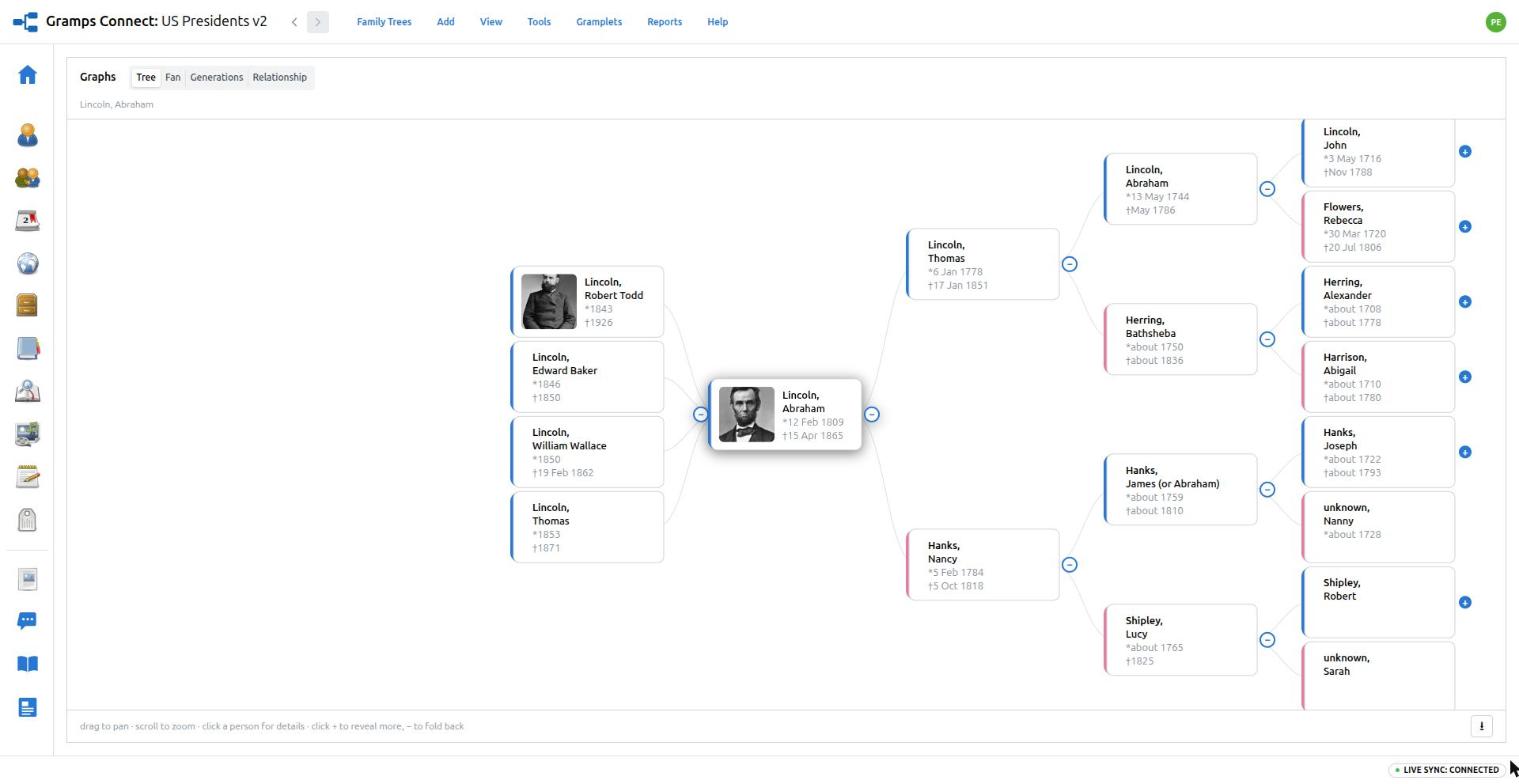 Gramps Connect: US Presidents v2
Family Trees
Add
View
Tools
Gramplets
Reports
Help
PE
Graphs
Tree
Fan
Generations
Relationship
Lincoln, Abraham
2
Lincoln,
Robert Todd
*1843
†1926
Lincoln,
Edward Baker
*1846
†1850
Lincoln,
William Wallace
*1850
†19 Feb 1862
Lincoln,
Thomas
*1853
†1871
Lincoln,
Abraham
*12 Feb 1809
†15 Apr 1865
Lincoln,
Thomas
*6 Jan 1778
†17 Jan 1851
Hanks,
Nancy
*5 Feb 1784
†5 Oct 1818
Lincoln,
Abraham
*13 May 1744
†May 1786
Herring,
Bathsheba
*about 1750
†about 1836
Hanks,
James (or Abraham)
*about 1759
†about 1810
Shipley,
Lucy
*about 1765
†1825
Lincoln,
John
*3 May 1716
†Nov 1788
Flowers,
Rebecca
*30 Mar 1720
†20 Jul 1806
Herring,
Alexander
*about 1708
†about 1778
Harrison,
Abigail
*about 1710
†about 1780
Hanks,
Joseph
*about 1722
†about 1793
unknown,
Nanny
*about 1728
Shipley,
Robert
unknown,
Sarah
drag to pan · scroll to zoom · click a person for details · click + to reveal more, − to fold back
LIVE SYNC: CONNECTED